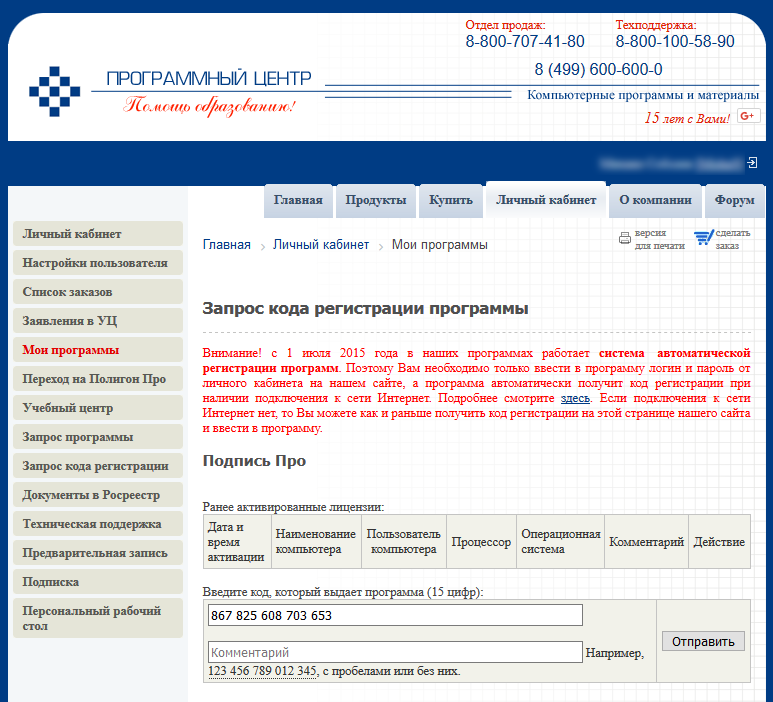 Отдел продаж: Техподдержка:
8-800-707-41-80 8-800-100-58-90
8 (499) 600-600-0
ПРОГРАММНЫЙ ЦЕНТР
Помощь образованию!
Компьютерные программы и материалы
15 лет с Вами! G+
Главная Продукты Купить Личный кабинет О компании Форум
Личный кабинет
Настройки пользователя
Список заказов
Заявления в УЦ
Мои программы
Переход на Полигон Про
Учебный центр
Запрос программы
Запрос кода регистрации
Документы в Росреестр
Техническая поддержка
Предварительная запись
Подписка
Персональный рабочий
стол
Главная > Личный кабинет > Мои программы
версия
для печати
сделать
заказ
Запрос кода регистрации программы
Внимание! с 1 июля 2015 года в наших программах работает система автоматической
регистрации программ. Поэтому Вам необходимо только ввести в программу логин и пароль от
личного кабинета на нашем сайте, а программа автоматически получит код регистрации при
наличии подключения к сети Интернет. Подробнее смотрите здесь. Если подключения к сети
Интернет нет, то Вы можете как и раньше получить код регистрации на этой странице нашего сайта
и ввести в программу.
Подпись Про
Ранее активированные лицензии:
Дата и
время
активации
Наименование
компьютера
Пользователь
компьютера
Процессор
Операционная
система
Комментарий
Действие
Введите код, который выдает программа (15 цифр):
867 825 608 703 653
Комментарий Например,
123 456 789 012 345, с пробелами или без них.
Отправить